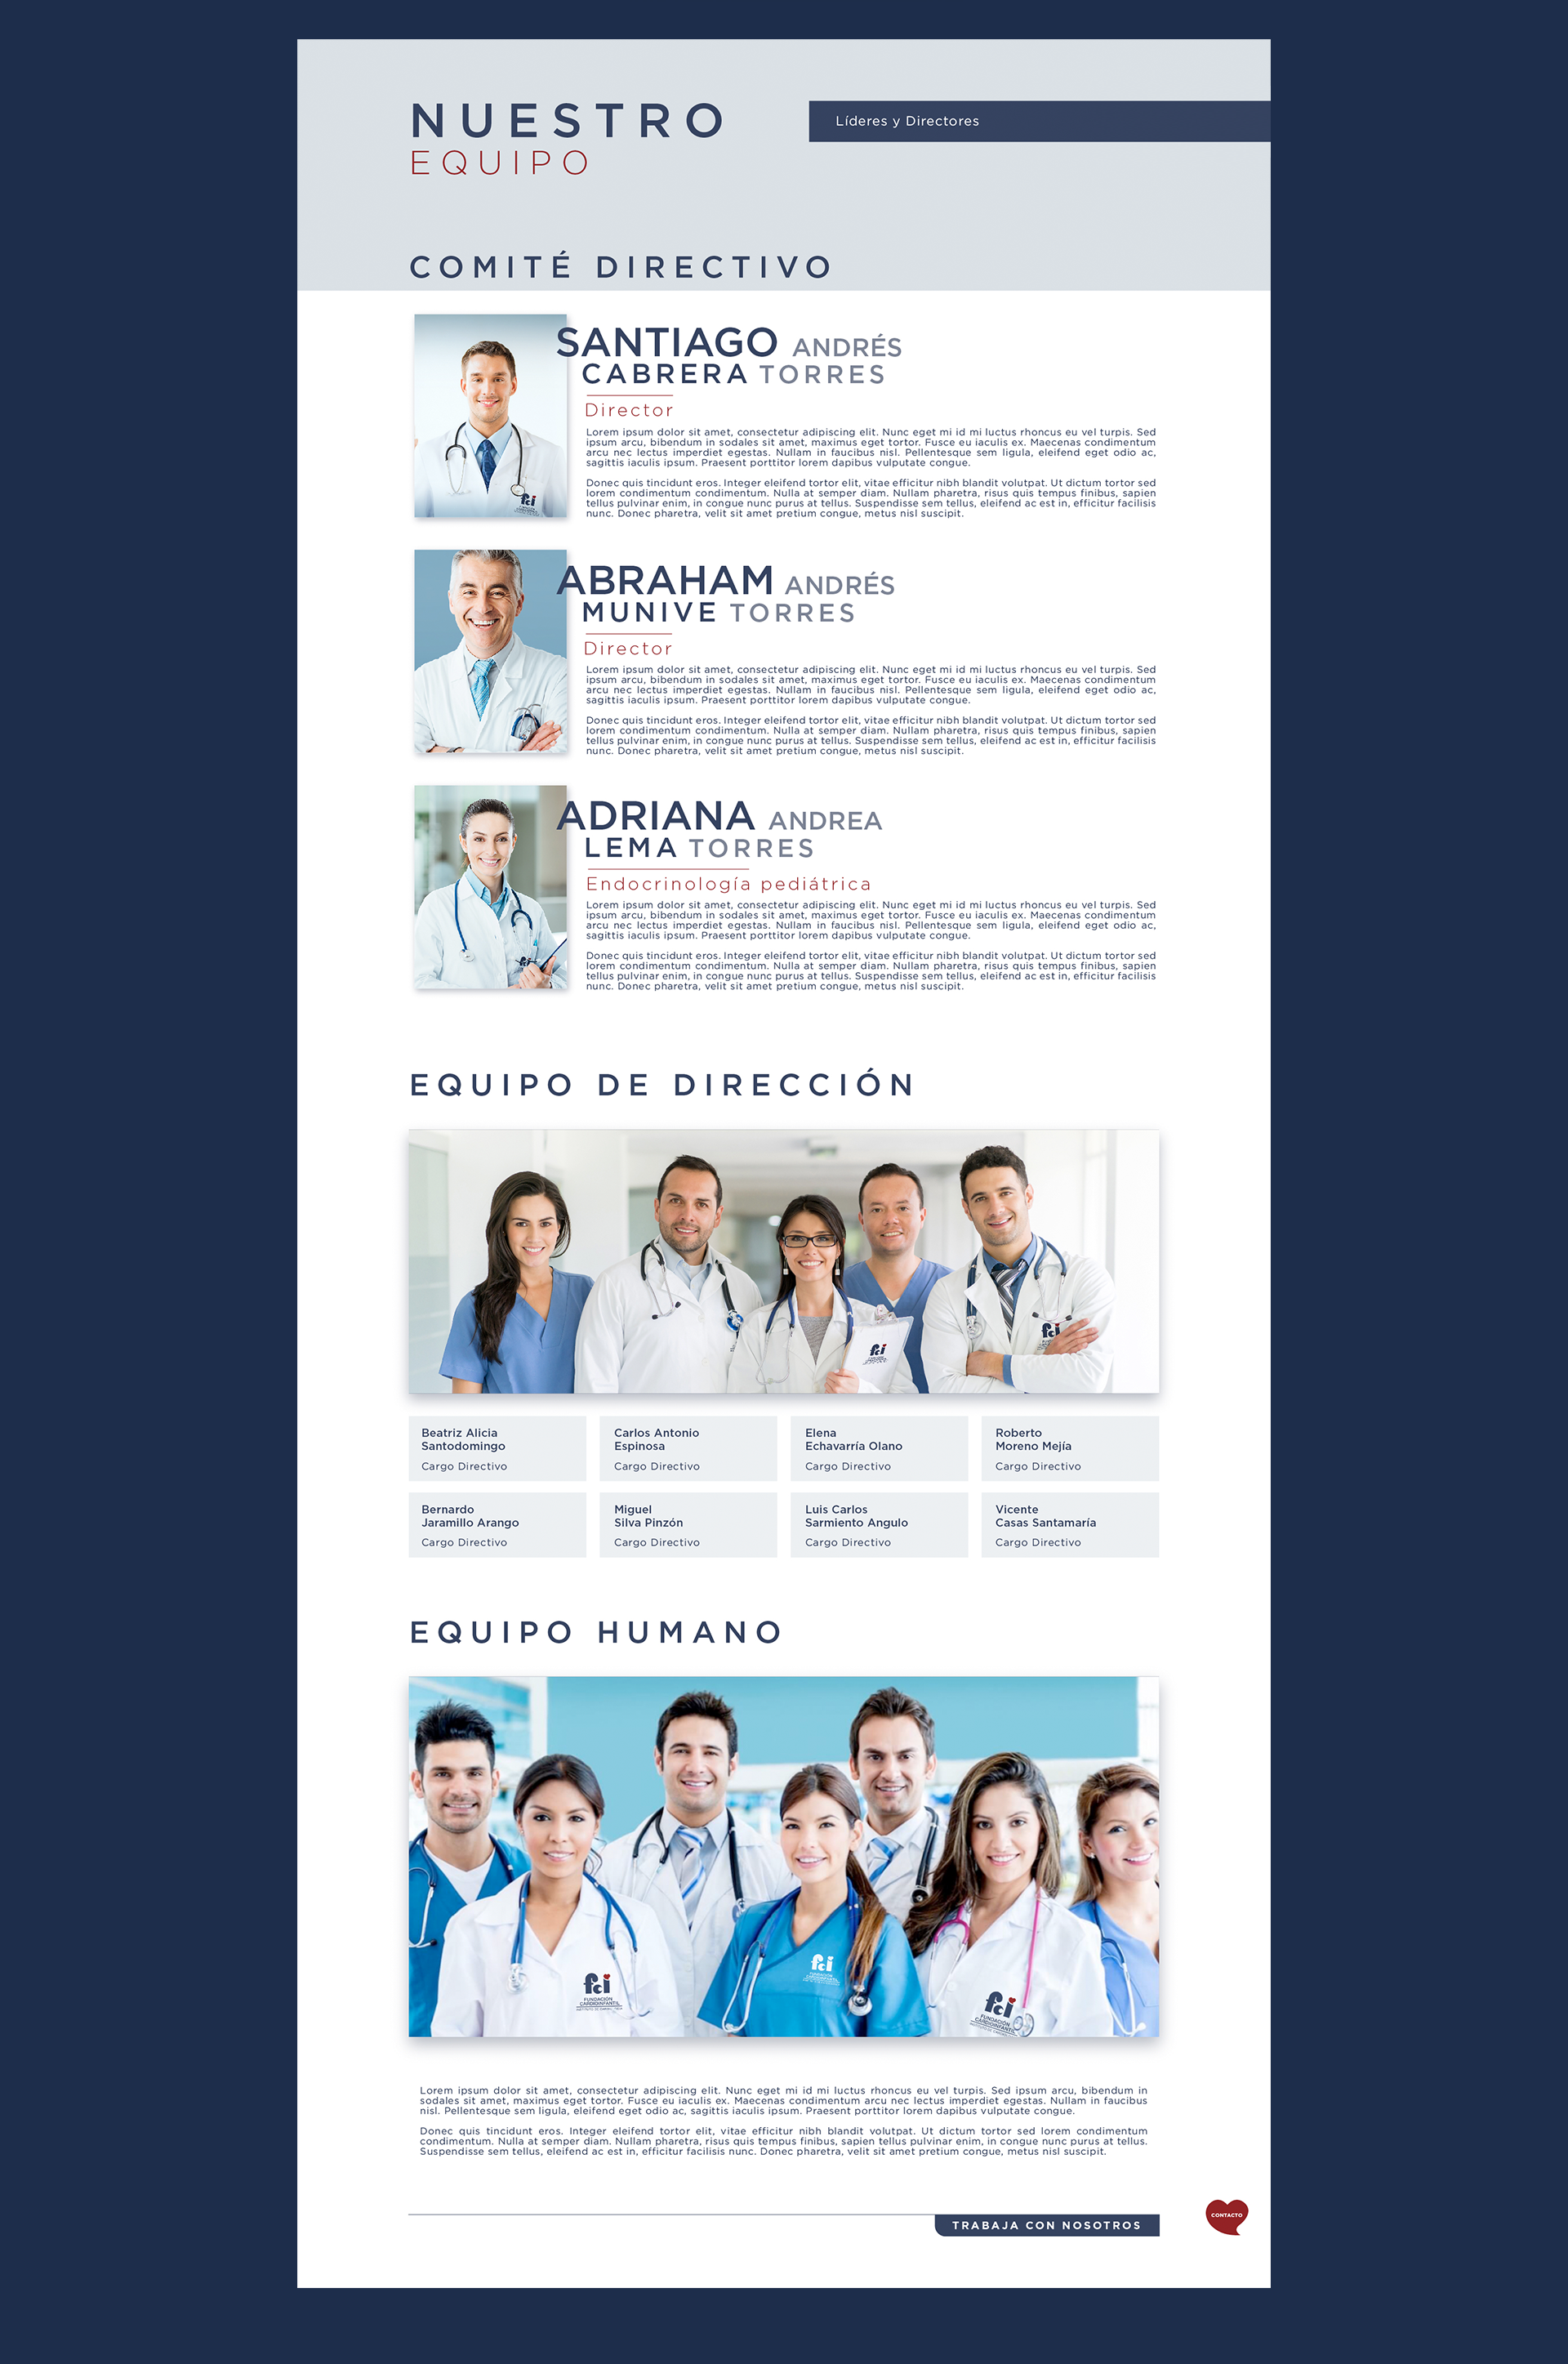 NUESTRO
EQUIPO
Líderes y Directores
COMITÉ DIRECTIVO
SANTIAGO ANDRÉS
CABRERA TORRES
Director
Lorem ipsum dolor sit amet, consectetur adipiscing elit. Nunc eget mi id mi luctus rhoncus eu vel turpis. Sed
ipsum arcu, bibendum in sodales sit amet, maximus eget tortor. Fusce eu iaculis ex. Maecenas condimentum
arcu nec lectus imperdiet egestas. Nullam in faucibus nisl. Pellentesque sem ligula, eleifend eget odio ac,
sagittis iaculis ipsum. Praesent porttitor lorem dapibus vulputate congue.
Donec quis tincidunt eros. Integer eleifend tortor elit, vitae efficitur nibh blandit volutpat. Ut dictum tortor sed
lorem condimentum condimentum. Nulla at semper diam. Nullam pharetra, risus quis tempus finibus, sapien
tellus pulvinar enim, in congue nunc purus at tellus. Suspendisse sem tellus, eleifend ac est in, efficitur facilisis
nunc. Donec pharetra, velit sit amet pretium congue, metus nisl suscipit.
fci
ABRAHAM ANDRÉS
MUNIVE TORRES
Director
Lorem ipsum dolor sit amet, consectetur adipiscing elit. Nunc eget mi id mi luctus rhoncus eu vel turpis. Sed
ipsum arcu, bibendum in sodales sit amet, maximus eget tortor. Fusce eu iaculis ex. Maecenas condimentum
arcu nec lectus imperdiet egestas. Nullam in faucibus nisl. Pellentesque sem ligula, eleifend eget odio ac,
sagittis iaculis ipsum. Praesent porttitor lorem dapibus vulputate congue.
Donec quis tincidunt eros. Integer eleifend tortor elit, vitae efficitur nibh blandit volutpat. Ut dictum tortor sed
lorem condimentum condimentum. Nulla at semper diam. Nullam pharetra, risus quis tempus finibus, sapien
tellus pulvinar enim, in congue nunc purus at tellus. Suspendisse sem tellus, eleifend ac est in, efficitur facilisis
nunc. Donec pharetra, velit sit amet pretium congue, metus nisl suscipit.
ADRIANA ANDREA
LEMA TORRES
Endocrinología pediátrica
Lorem ipsum dolor sit amet, consectetur adipiscing elit. Nunc eget mi id mi luctus rhoncus eu vel turpis. Sed
ipsum arcu, bibendum in sodales sit amet, maximus eget tortor. Fusce eu iaculis ex. Maecenas condimentum
arcu nec lectus imperdiet egestas. Nullam in faucibus nisl. Pellentesque sem ligula, eleifend eget odio ac,
sagittis iaculis ipsum. Praesent porttitor lorem dapibus vulputate congue.
Donec quis tincidunt eros. Integer eleifend tortor elit, vitae efficitur nibh blandit volutpat. Ut dictum tortor sed
lorem condimentum condimentum. Nulla at semper diam. Nullam pharetra, risus quis tempus finibus, sapien
tellus pulvinar enim, in congue nunc purus at tellus. Suspendisse sem tellus, eleifend ac est in, efficitur facilisis
nunc. Donec pharetra, velit sit amet pretium congue, metus nisl suscipit.
EQUIPO DE DIRECCIÓN
fci
fci
Beatriz Alicia
Santodomingo
Cargo Directivo
Carlos Antonio
Espinosa
Cargo Directivo
Elena
Echavarría Olano
Cargo Directivo
Roberto
Moreno Mejía
Cargo Directivo
Bernardo
Jaramillo Arango
Cargo Directivo
Miguel
Silva Pinzón
Cargo Directivo
Luis Carlos
Sarmiento Angulo
Cargo Directivo
Vicente
Casas Santamaría
Cargo Directivo
EQUIPO HUMANO
fci
FUNDACIÓN
CARDIOINFANTIL
fci
FUNDACIÓN
CARDIOINFANTIL
fci
FUNDACIÓN
CARDIOINFANTIL
Lorem ipsum dolor sit amet, consectetur adipiscing elit. Nunc eget mi id mi luctus rhoncus eu vel turpis. Sed ipsum arcu, bibendum in
sodales sit amet, maximus eget tortor. Fusce eu iaculis ex. Maecenas condimentum arcu nec lectus imperdiet egestas. Nullam in faucibus
nisl. Pellentesque sem ligula, eleifend eget odio ac, sagittis iaculis ipsum. Praesent porttitor lorem dapibus vulputate congue.
Donec quis tincidunt eros. Integer eleifend tortor elit, vitae efficitur nibh blandit volutpat. Ut dictum tortor sed lorem condimentum
condimentum. Nulla at semper diam. Nullam pharetra, risus quis tempus finibus, sapien tellus pulvinar enim, in congue nunc purus at tellus.
Suspendisse sem tellus, eleifend ac est in, efficitur facilisis nunc. Donec pharetra, velit sit amet pretium congue, metus nisl suscipit.
TRABAJA CON NOSOTROS
CONTACTO